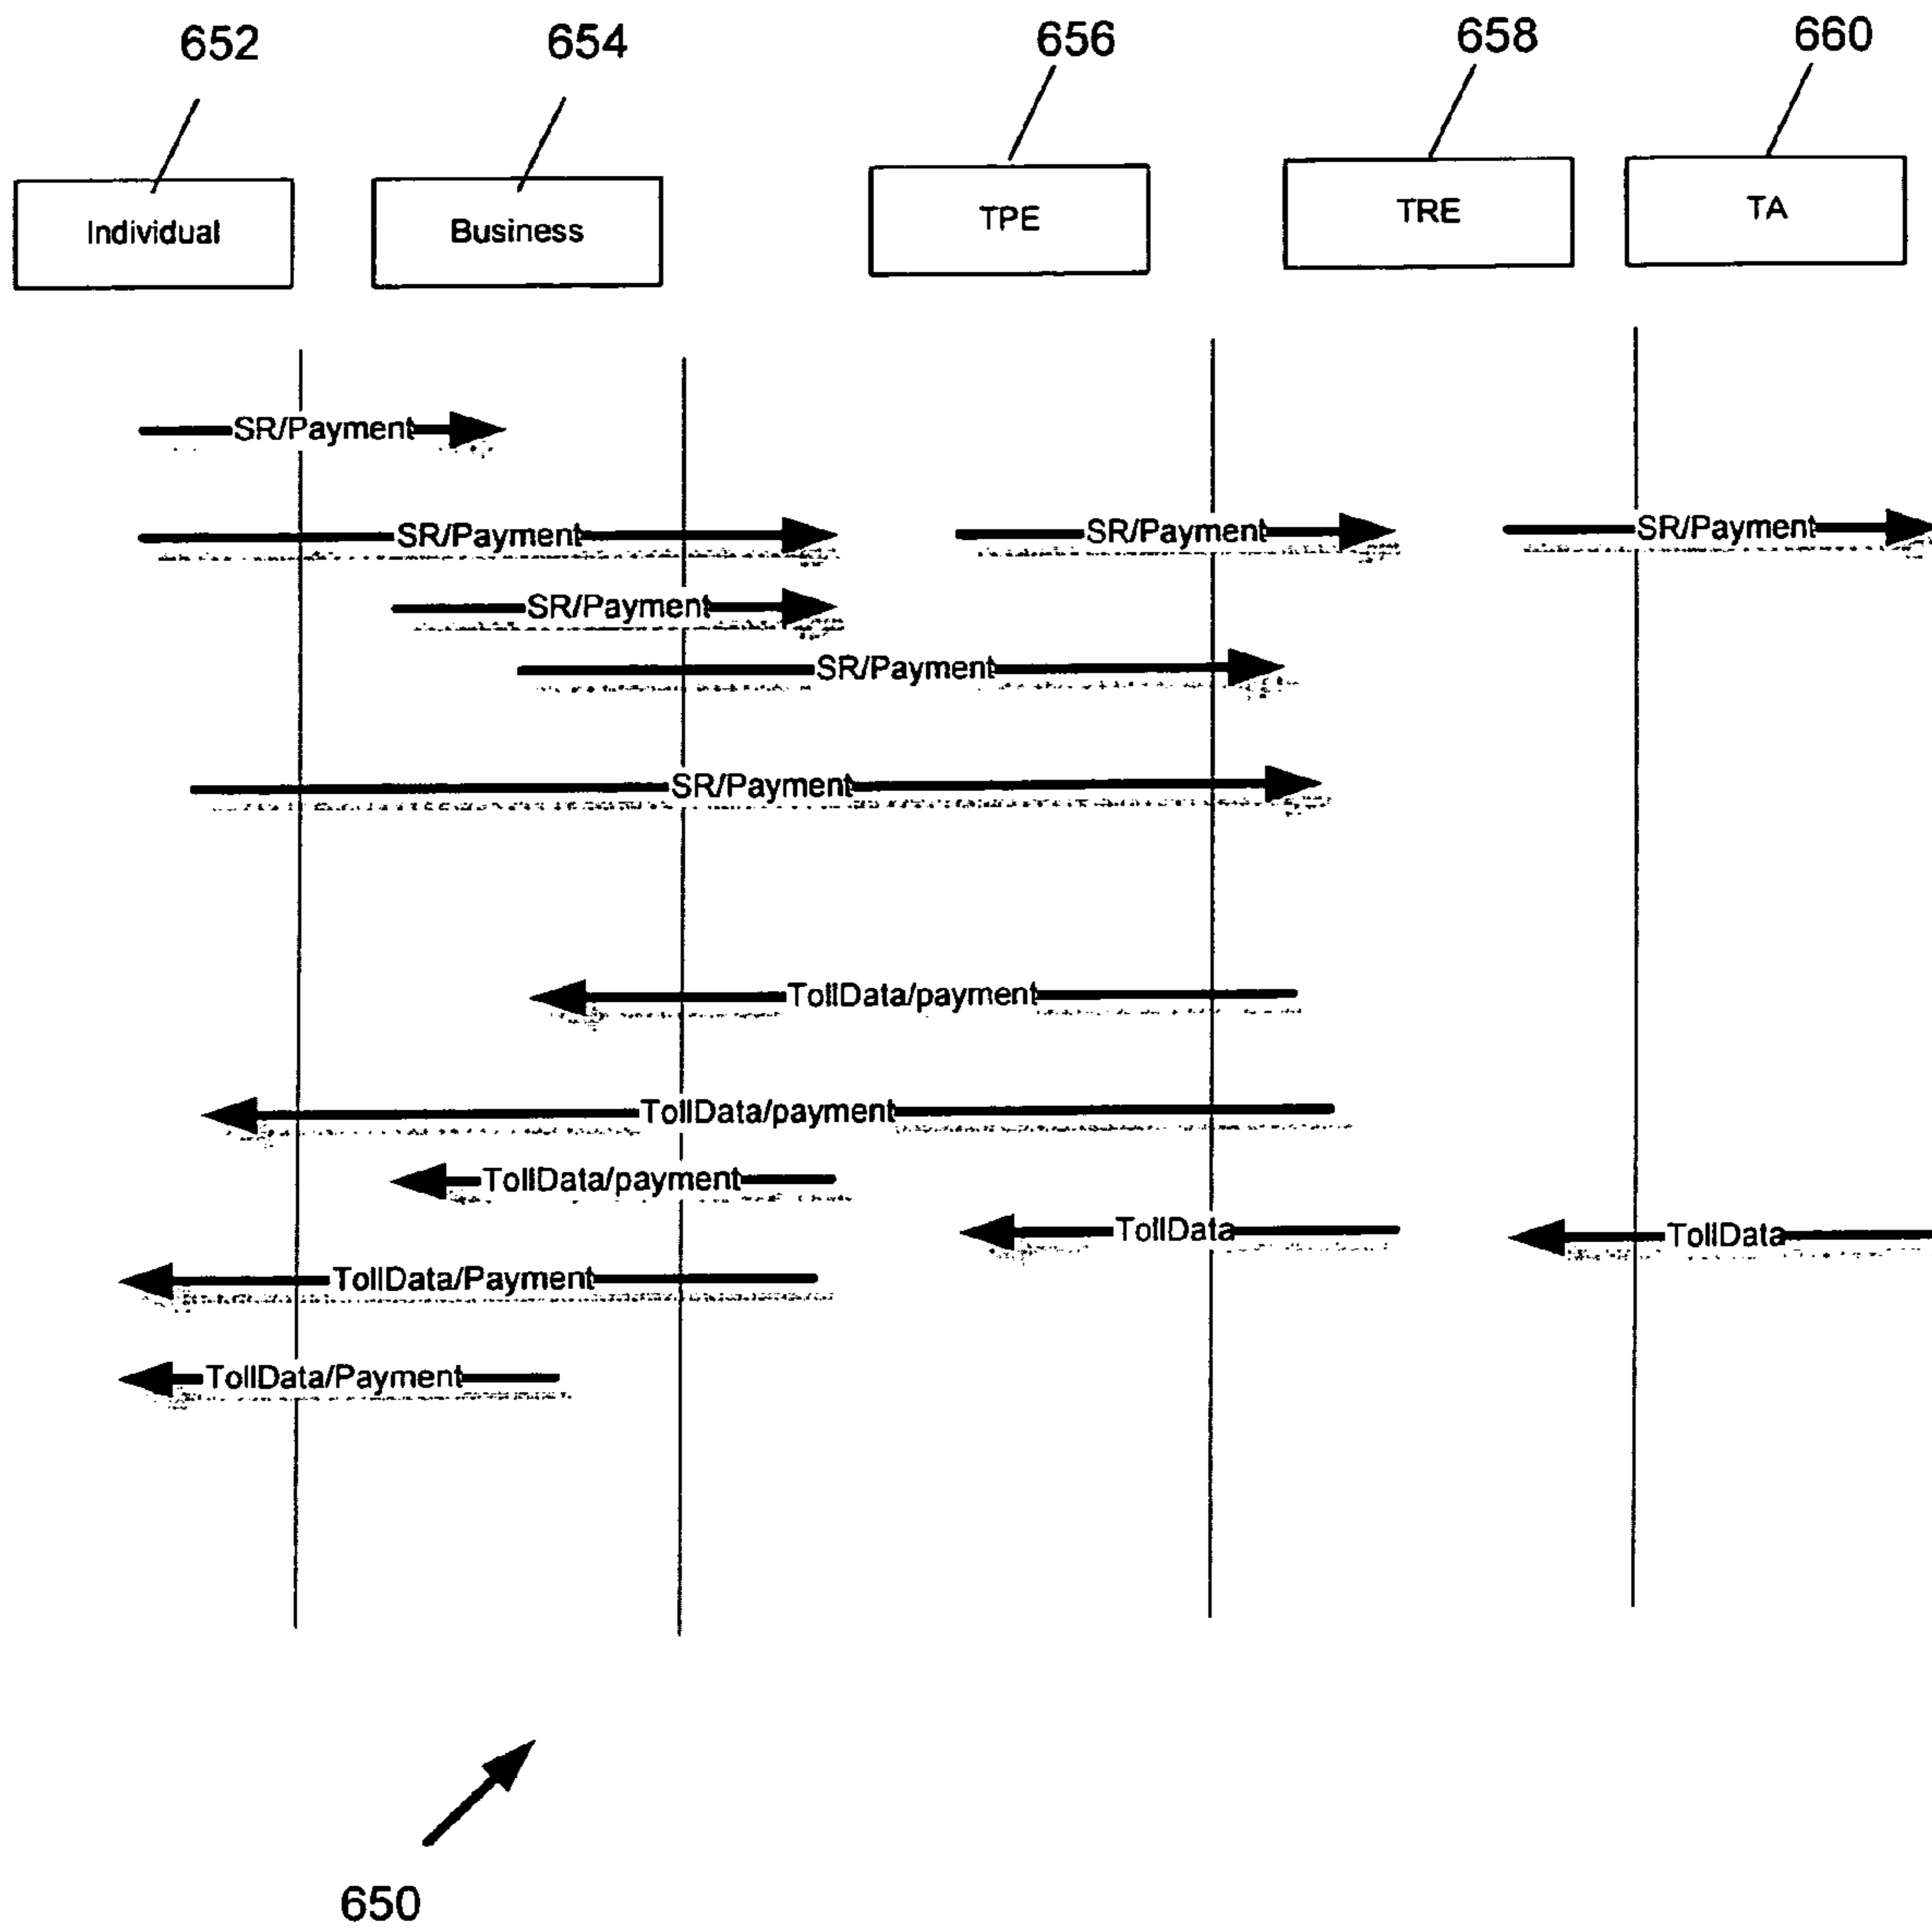 652 654 656 658 660
Individual Business TPE TRE TA
SR/Payment
SR/Payment SR/Payment SR/Payment
SR/Payment
SR/Payment
SR/Payment
TollData/payment
TollData/payment
TollData/payment
TollData TollData
TollData/Payment
TollData/Payment
650